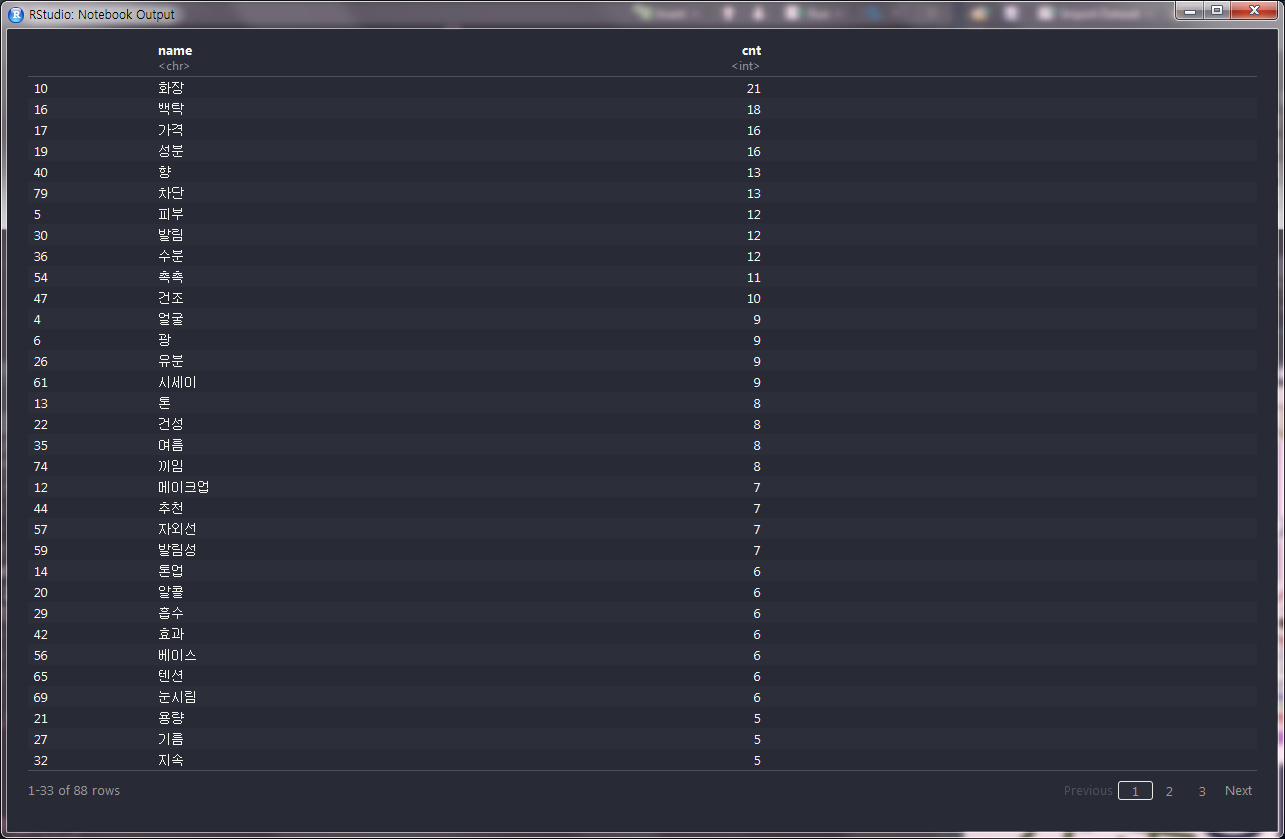 RStudio: Notebook Output
name cnt
<chr> <int>
10 화장 21
16 백탁 18
17 가격 16
19 성분 16
40 향 13
79 차단 13
5 피부 12
30 발림 12
36 수분 12
54 촉촉 11
47 건조 10
4 얼굴 9
6 광 9
26 유분 9
61 시세이 9
13 톤 8
22 건성 8
35 여름 8
74 끼임 8
12 메이크업 7
44 추천 7
57 자외선 7
59 발림성 7
14 톤업 6
20 알콜 6
29 흡수 6
42 효과 6
56 베이스 6
65 텐션 6
69 눈시림 6
21 용량 5
27 기름 5
32 지속 5
1-33 of 88 rows Previous 1 2 3 Next